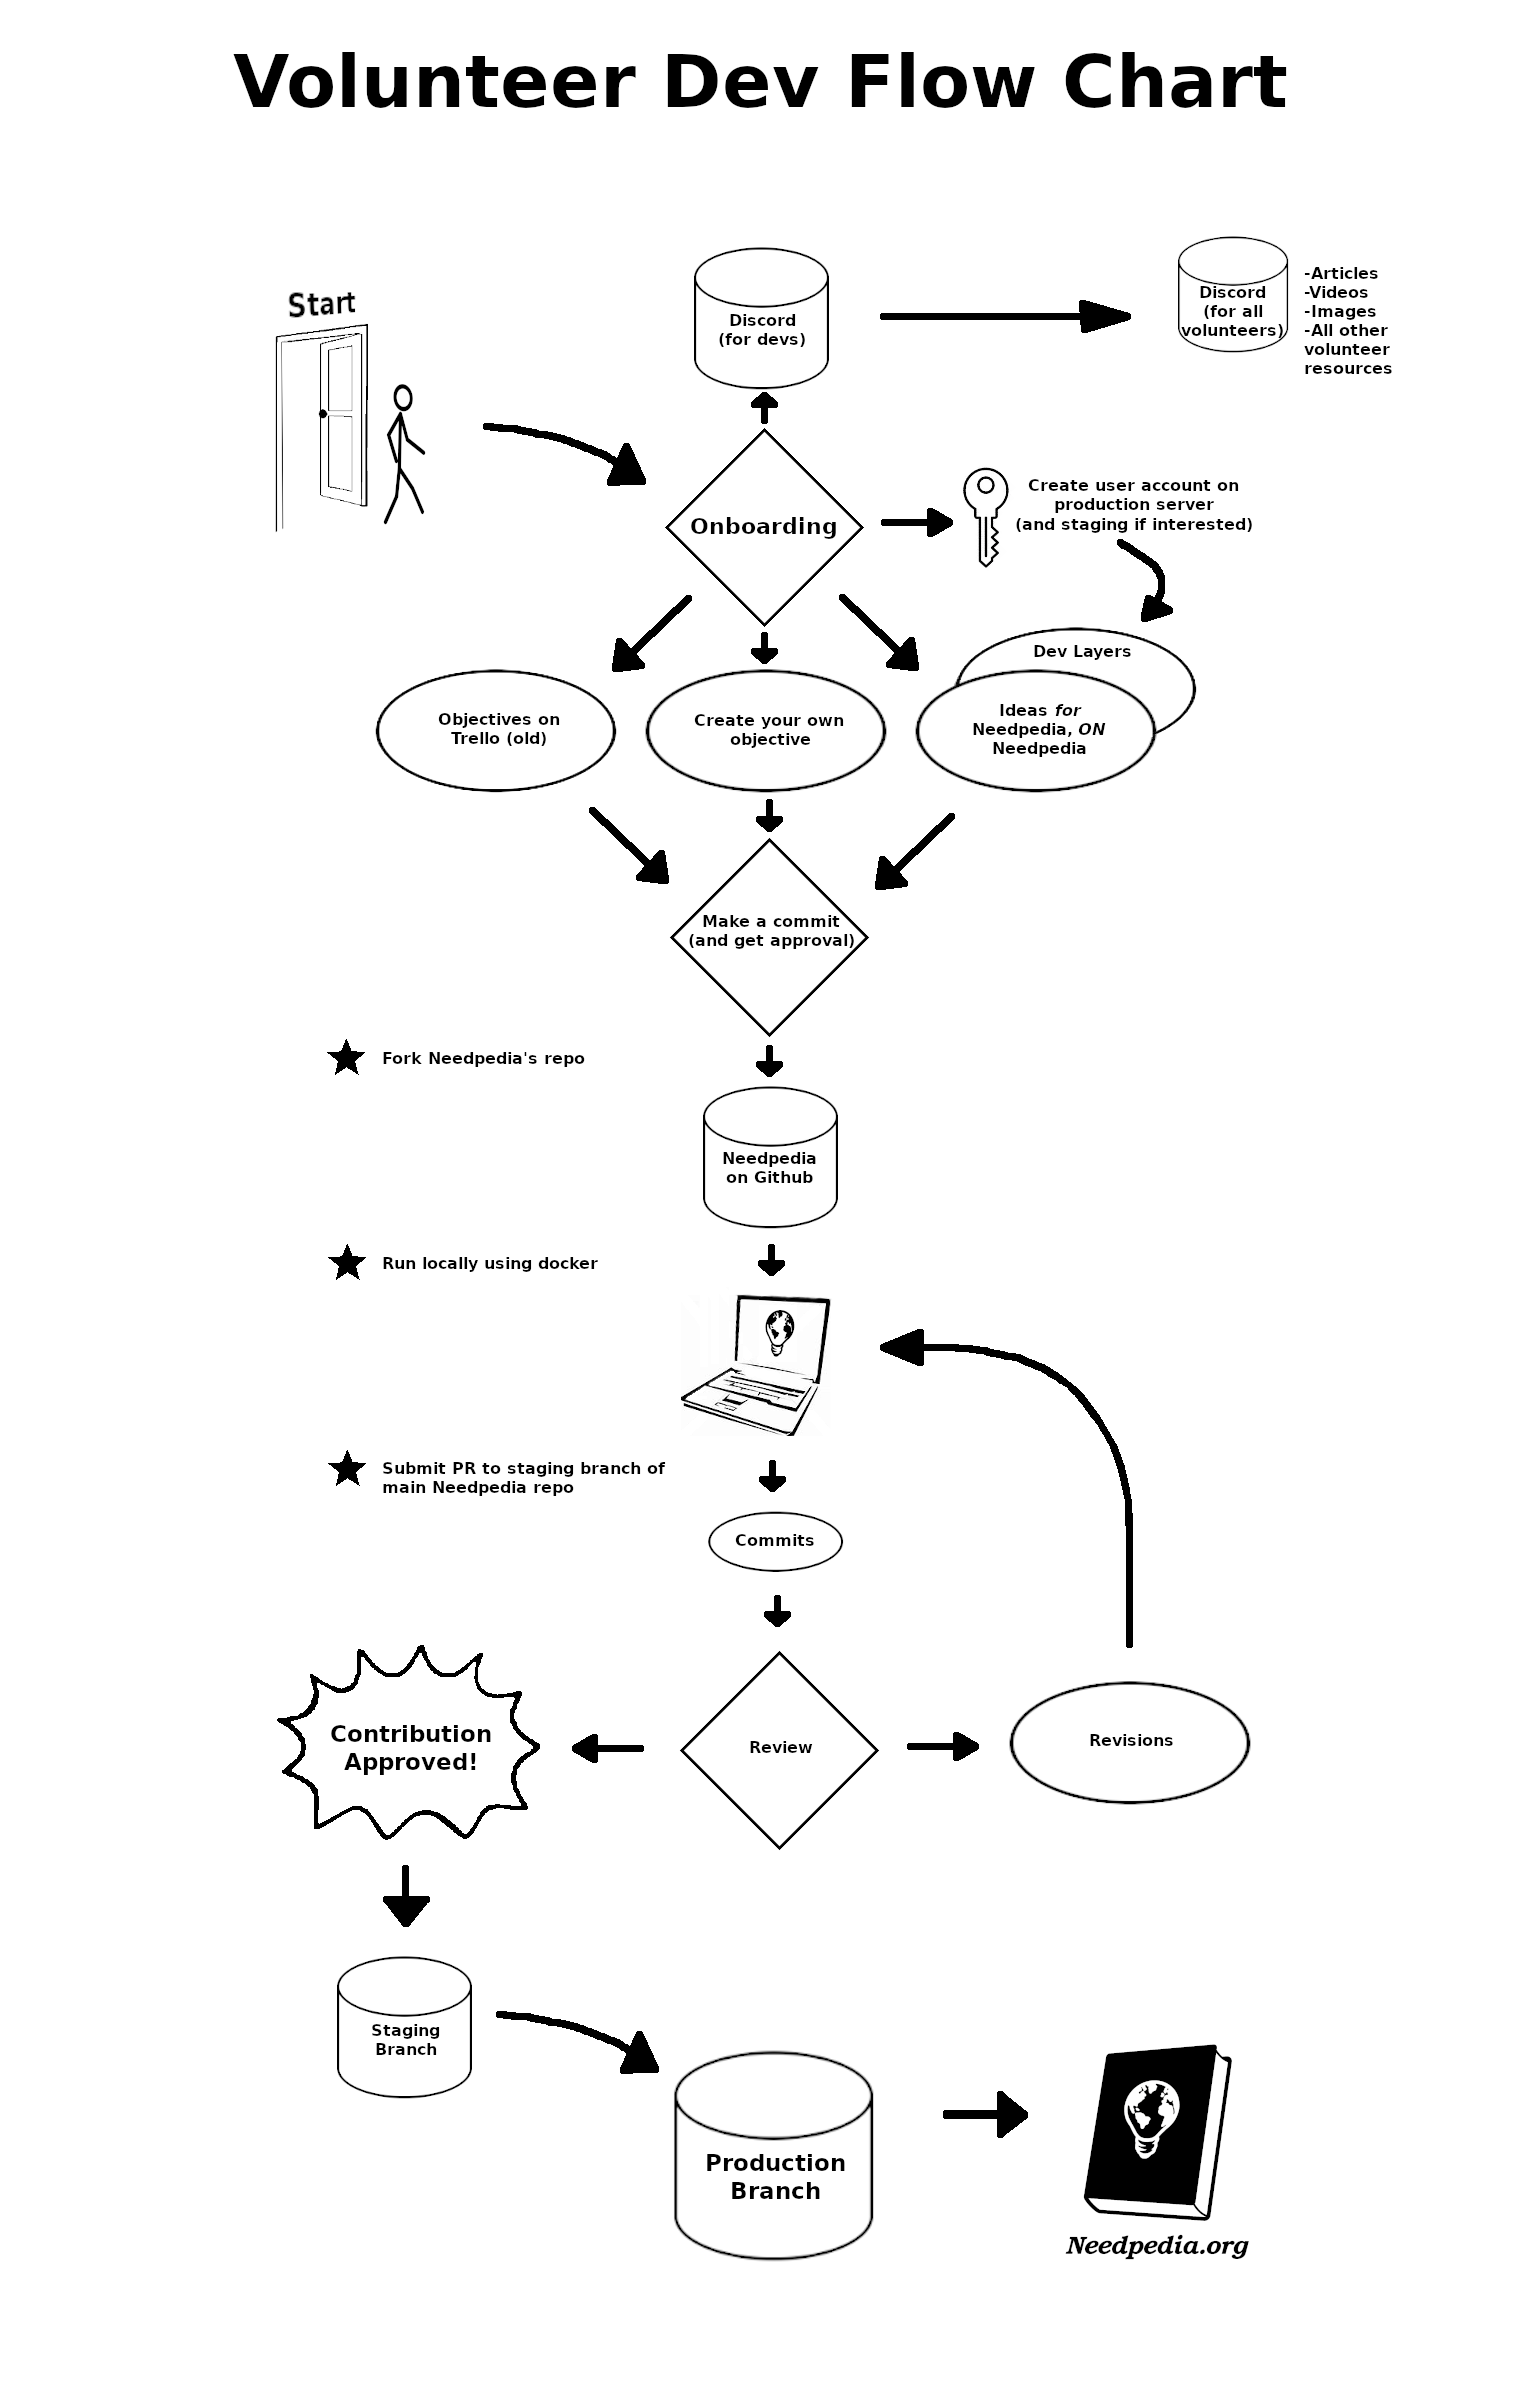 Volunteer Dev Flow Chart
Start
Discord
(for devs)
Discord
(for all
volunteers)
-Articles
-Videos
-Images
-All other
volunteer
resources
Onboarding
Create user account on
production server
(and staging if interested)
Objectives on
Trello (old)
Create your own
objective
Dev Layers
Ideas for
Needpedia, ON
Needpedia
Make a commit
(and get approval)
Fork Needpedia's repo
Needpedia
on Github
Run locally using docker
Submit PR to staging branch of
main Needpedia repo
Commits
Contribution
Approved!
Review
Revisions
Staging
Branch
Production
Branch
Needpedia.org